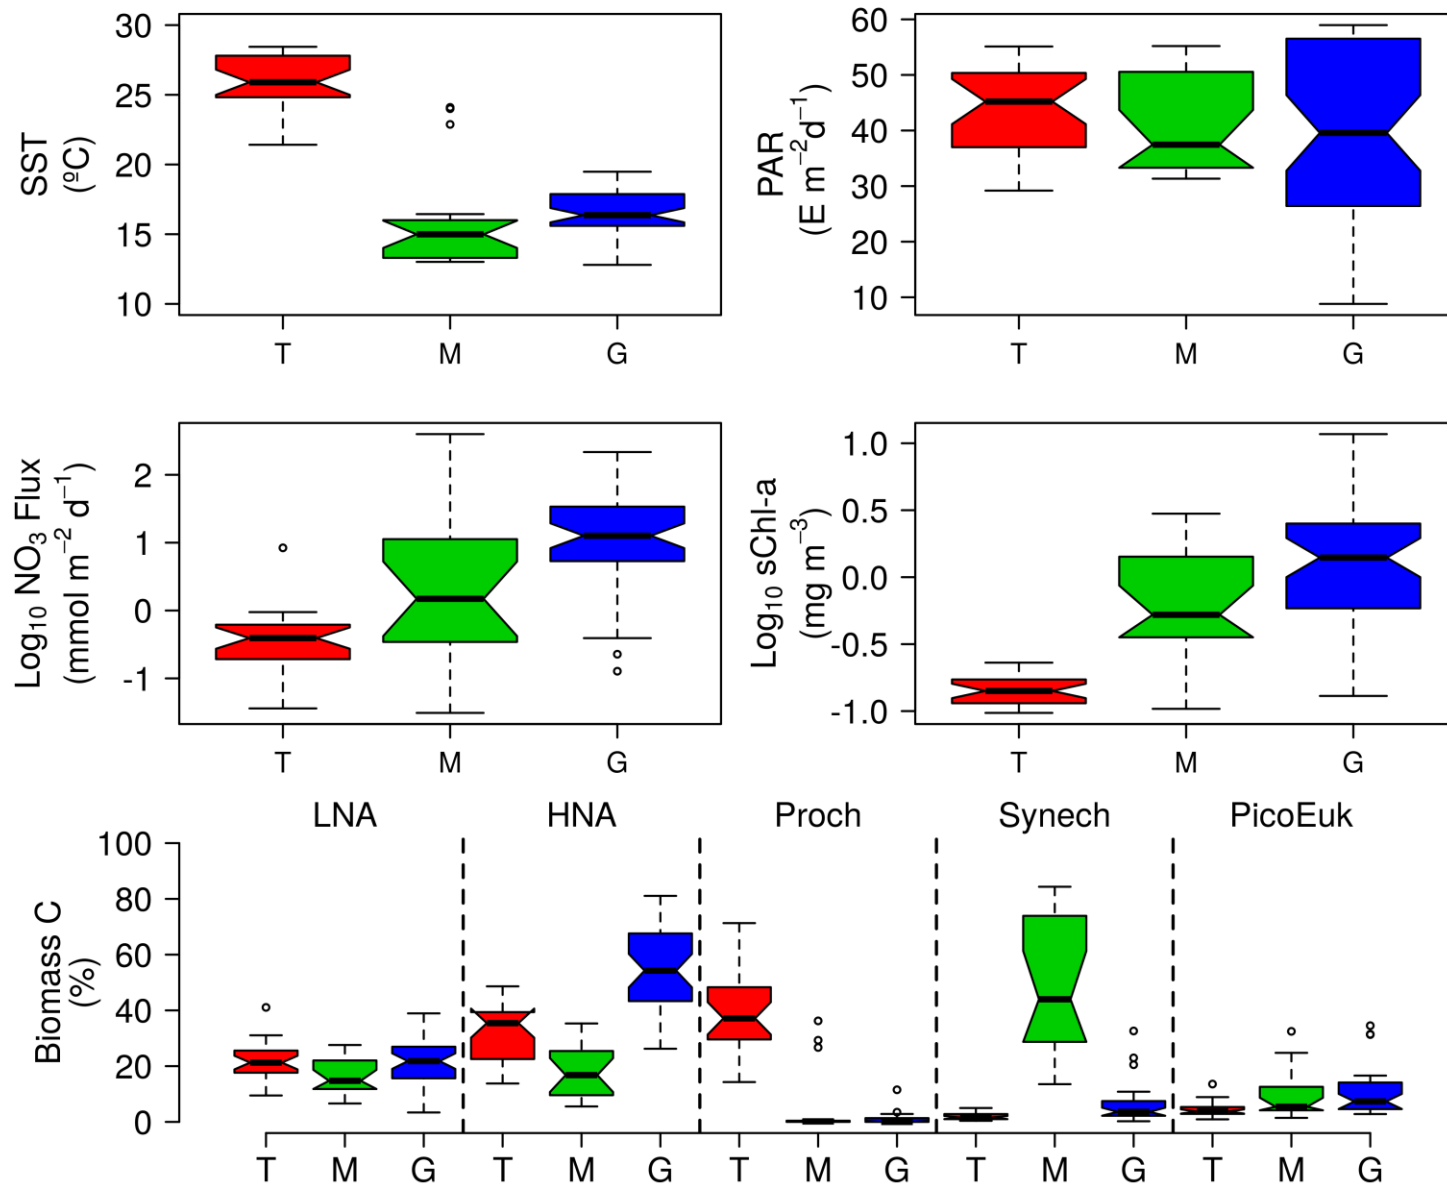 SST
(ºC)
30
25
20
15
10
T M G
PAR
(E m⁻²d⁻¹)
60
50
40
30
20
10
T M G
Log₁₀ NO₃ Flux
(mmol m⁻² d⁻¹)
2
1
0
-1
T M G
Log₁₀ sChl-a
(mg m⁻³)
1.0
0.5
0.0
-0.5
-1.0
T M G
LNA HNA Proch Synech PicoEuk
Biomass C
(%)
100
80
60
40
20
0
T M G T M G T M G T M G T M G